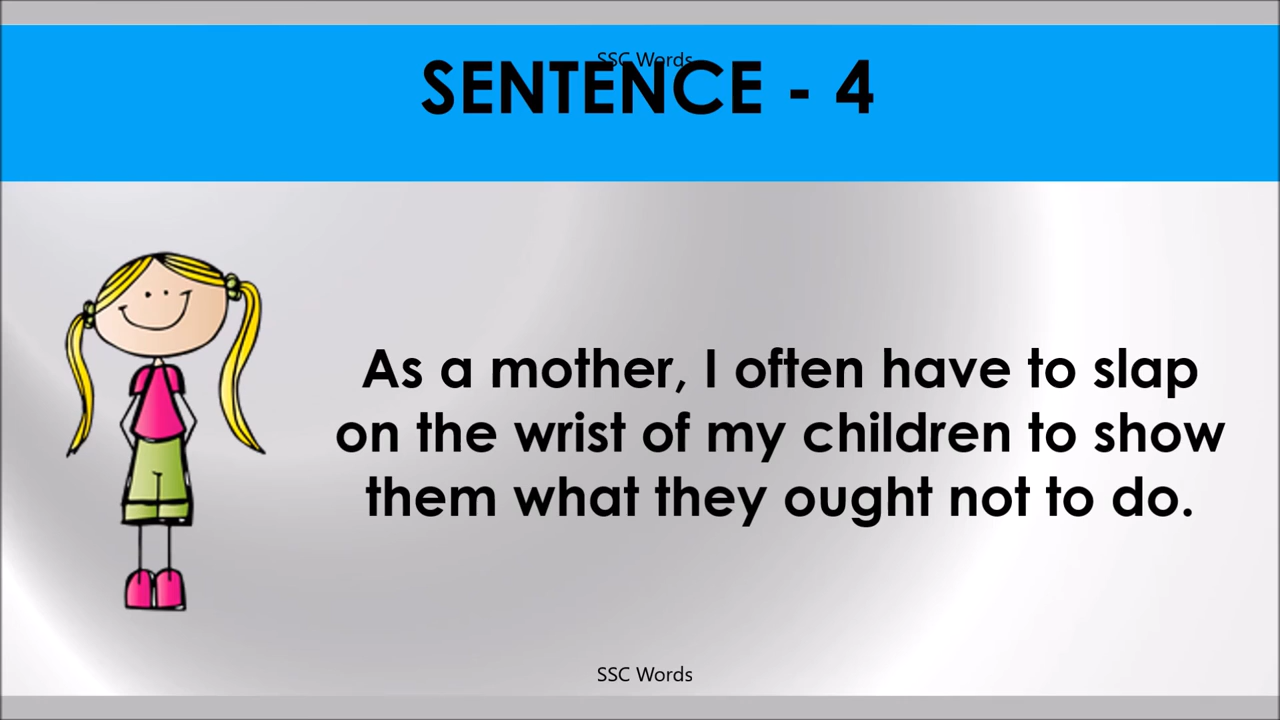 SSC Words
SENTENCE - 4
As a mother, I often have to slap
on the wrist of my children to show
them what they ought not to do.
SSC Words